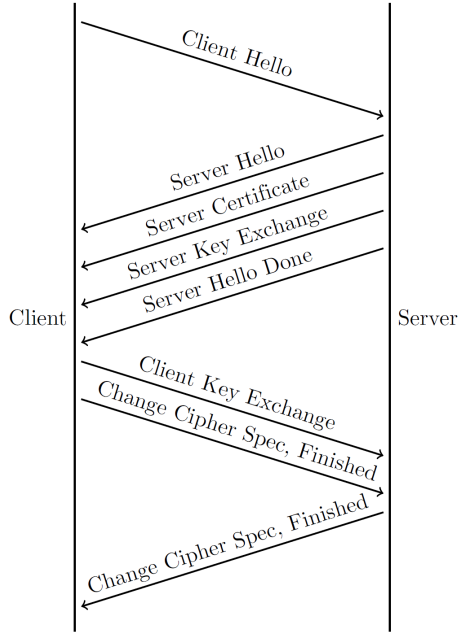 Client Hello
Server Hello
Server Certificate
Server Key Exchange
Server Hello Done
Client
Server
Client Key Exchange
Change Cipher Spec, Finished
Change Cipher Spec, Finished